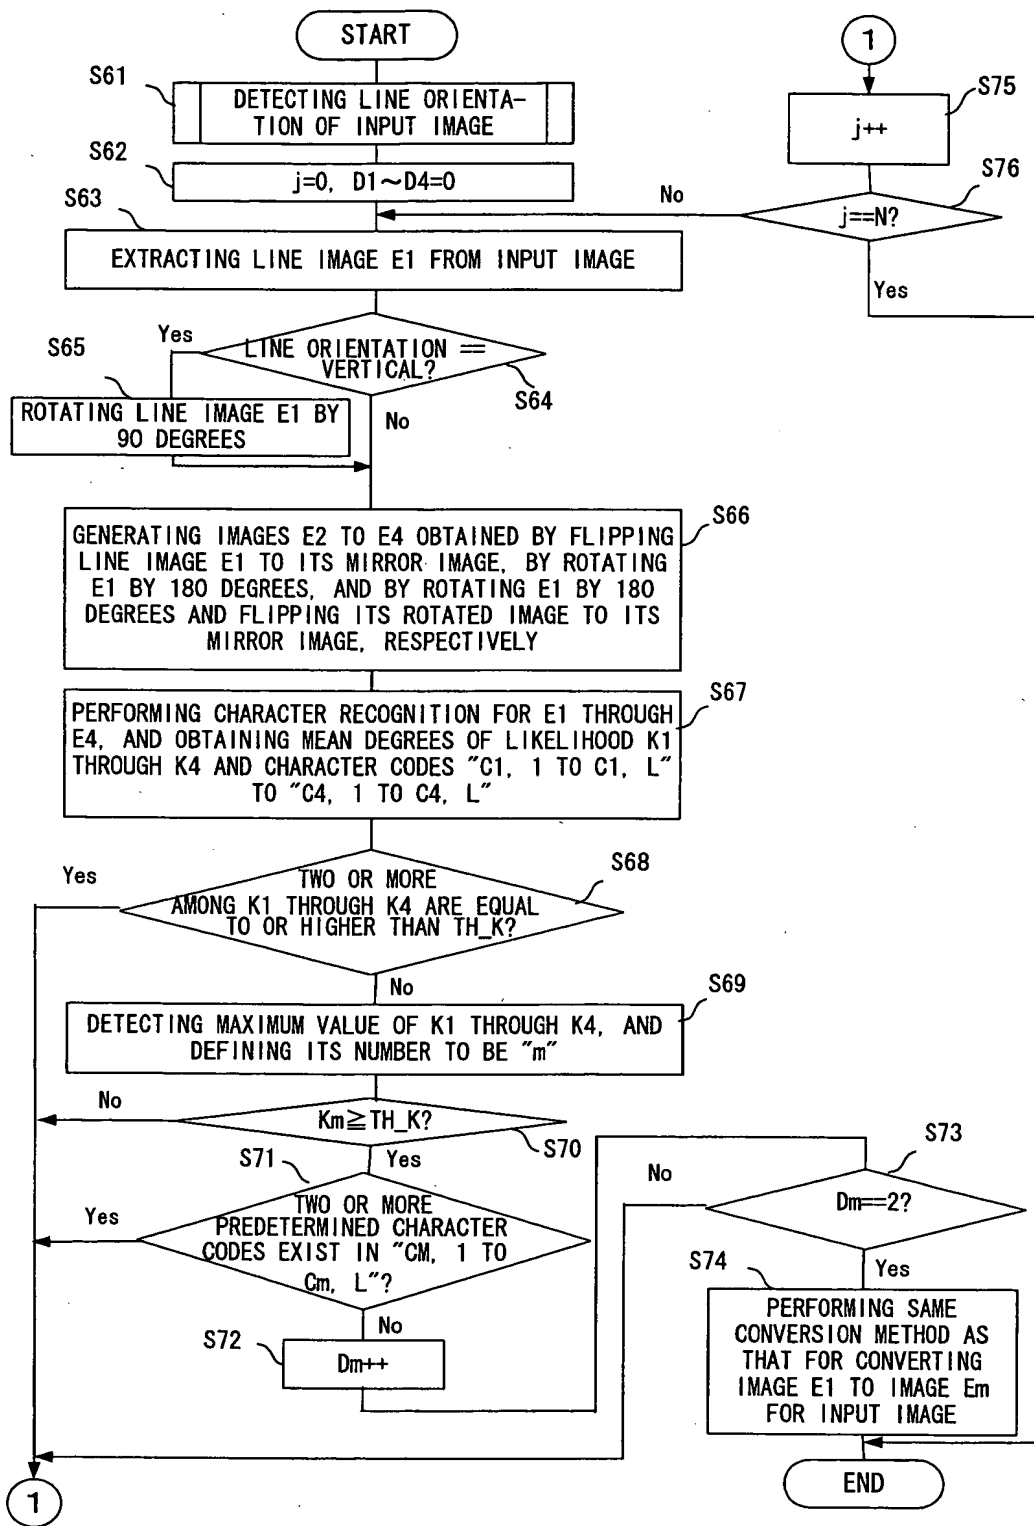 START
S61
DETECTING LINE ORIENTA-
TION OF INPUT IMAGE
S62
j=0, D1～D4=0
S63
EXTRACTING LINE IMAGE E1 FROM INPUT IMAGE
Yes
S65
LINE ORIENTATION ==
VERTICAL?
S64
No
ROTATING LINE IMAGE E1 BY
90 DEGREES
S66
GENERATING IMAGES E2 TO E4 OBTAINED BY FLIPPING
LINE IMAGE E1 TO ITS MIRROR IMAGE, BY ROTATING
E1 BY 180 DEGREES, AND BY ROTATING E1 BY 180
DEGREES AND FLIPPING ITS ROTATED IMAGE TO ITS
MIRROR IMAGE, RESPECTIVELY
S67
PERFORMING CHARACTER RECOGNITION FOR E1 THROUGH
E4, AND OBTAINING MEAN DEGREES OF LIKELIHOOD K1
THROUGH K4 AND CHARACTER CODES "C1, 1 TO C1, L"
TO "C4, 1 TO C4, L"
S68
Yes
TWO OR MORE
AMONG K1 THROUGH K4 ARE EQUAL
TO OR HIGHER THAN TH_K?
No
S69
DETECTING MAXIMUM VALUE OF K1 THROUGH K4, AND
DEFINING ITS NUMBER TO BE "m"
No
Km≧TH_K?
S70
S71
Yes
Yes
TWO OR MORE
PREDETERMINED CHARACTER
CODES EXIST IN "CM, 1 TO
Cm, L"?
No
S72
Dm++
1
1
S75
j++
S76
No
j==N?
Yes
S73
No
Dm==2?
Yes
S74
PERFORMING SAME
CONVERSION METHOD AS
THAT FOR CONVERTING
IMAGE E1 TO IMAGE Em
FOR INPUT IMAGE
END